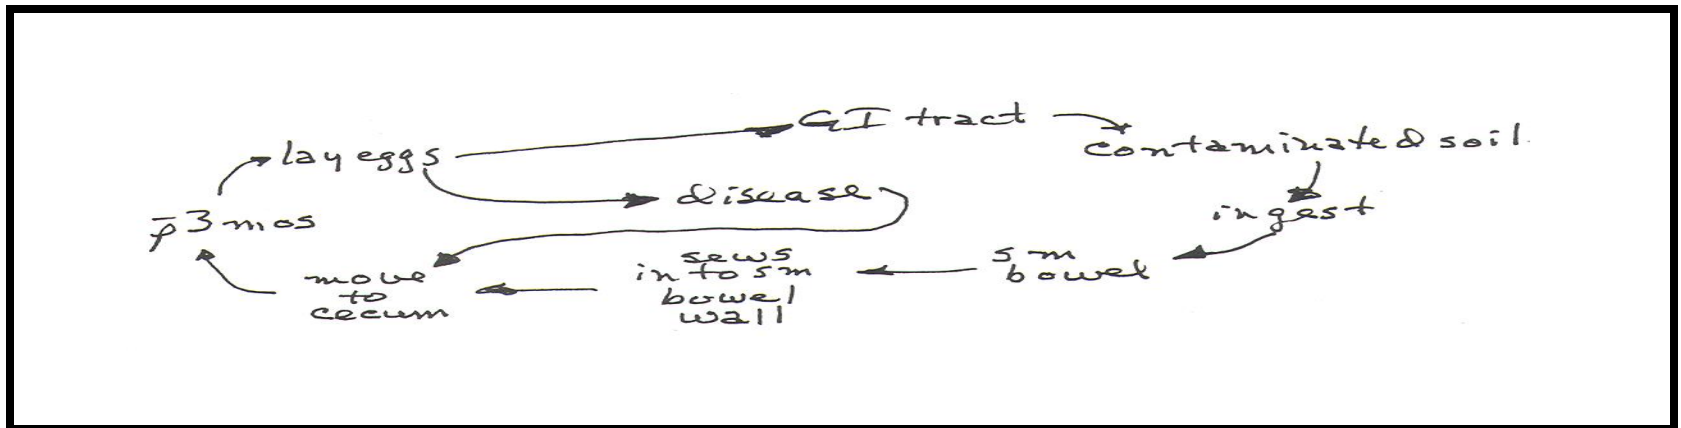 GI tract
contaminated soil.
lay eggs
disease
ingest
p̄ 3 mos
sm
bowel
sews
into sm
bowel
wall
move
to
cecum